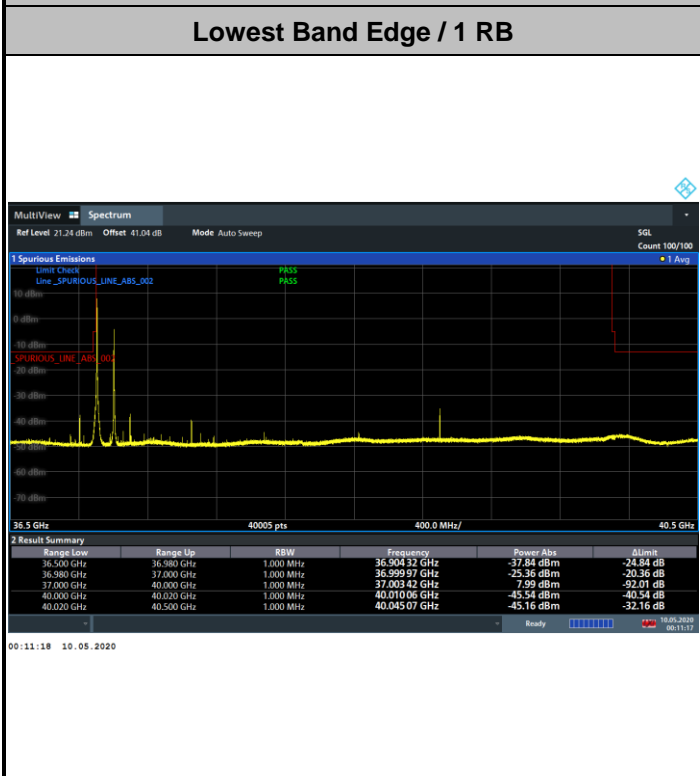 Lowest Band Edge / 1 RB
MultiView Spectrum
Ref Level 21.24 dBm Offset 41.04 dB Mode Auto Sweep SGL
Count 100/100
1 Spurious Emissions 1 Avg
Limit Check PASS
Line _SPURIOUS_LINE_ABS_002 PASS
10 dBm
0 dBm
-10 dBm
_SPURIOUS_LINE_ABS_002
-20 dBm
-30 dBm
-40 dBm
-50 dBm
-60 dBm
-70 dBm
36.5 GHz 40005 pts 400.0 MHz/ 40.5 GHz
2 Result Summary
Range Low Range Up RBW Frequency Power Abs ΔLimit
36.500 GHz 36.980 GHz 1.000 MHz 36.904 32 GHz -37.84 dBm -24.84 dB
36.980 GHz 37.000 GHz 1.000 MHz 36.999 97 GHz -25.36 dBm -20.36 dB
37.000 GHz 40.000 GHz 1.000 MHz 37.003 42 GHz 7.99 dBm -92.01 dB
40.000 GHz 40.020 GHz 1.000 MHz 40.010 06 GHz -45.54 dBm -40.54 dB
40.020 GHz 40.500 GHz 1.000 MHz 40.045 07 GHz -45.16 dBm -32.16 dB
Ready 10.05.2020
00:11:17
00:11:18 10.05.2020